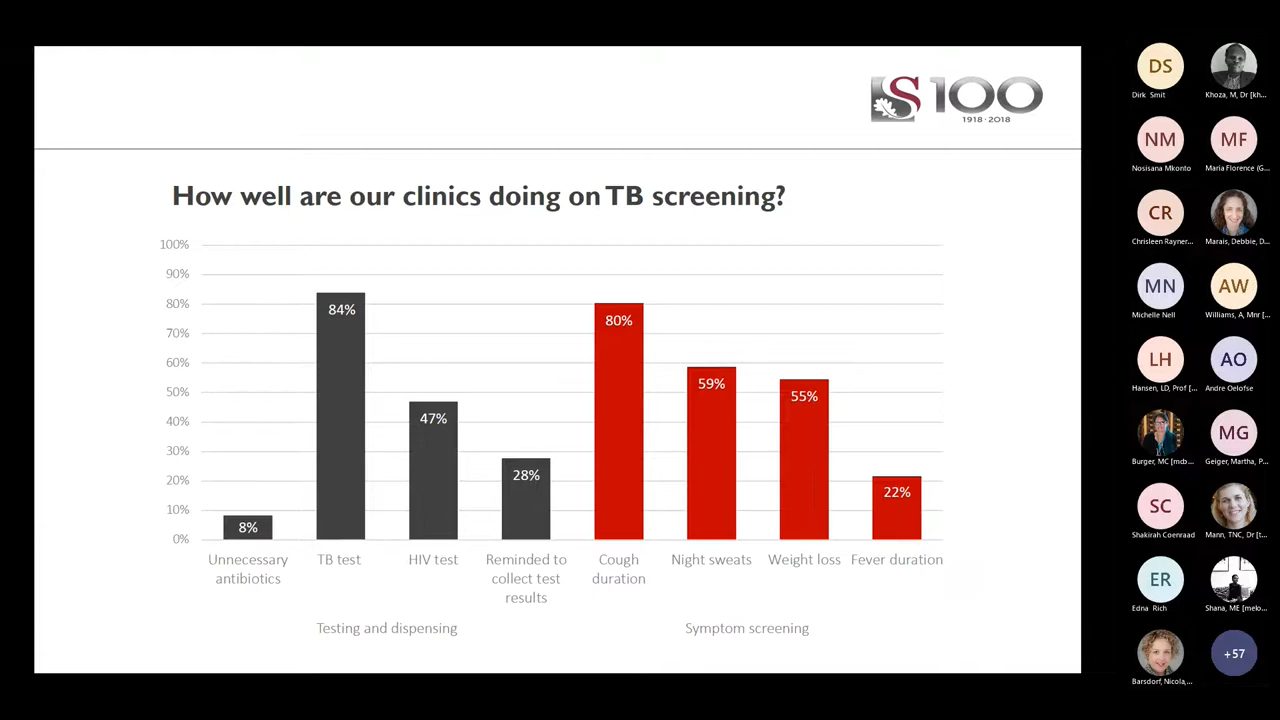 S 100
1918 · 2018
How well are our clinics doing on TB screening?
100%
90%
80%
70%
60%
50%
40%
30%
20%
10%
0%
8%
84%
47%
28%
80%
59%
55%
22%
Unnecessary antibiotics
TB test
HIV test
Reminded to collect test results
Cough duration
Night sweats
Weight loss
Fever duration
Testing and dispensing
Symptom screening
DS
Dirk Smit
Khoza, M, Dr [kh...
NM
Nosisana Mkonto
MF
Maria Florence (G...
CR
Chrisleen Rayner...
Marais, Debbie, D...
MN
Michelle Nell
AW
Williams, A, Mnr [...
LH
Hansen, LD, Prof [...
AO
Andre Oelofse
Burger, MC [mcb...
MG
Geiger, Martha, P...
SC
Shakirah Coenraad
Mann, TNC, Dr [t...
ER
Edna Rich
Shana, ME [melo...
Barsdorf, Nicola,...
+57